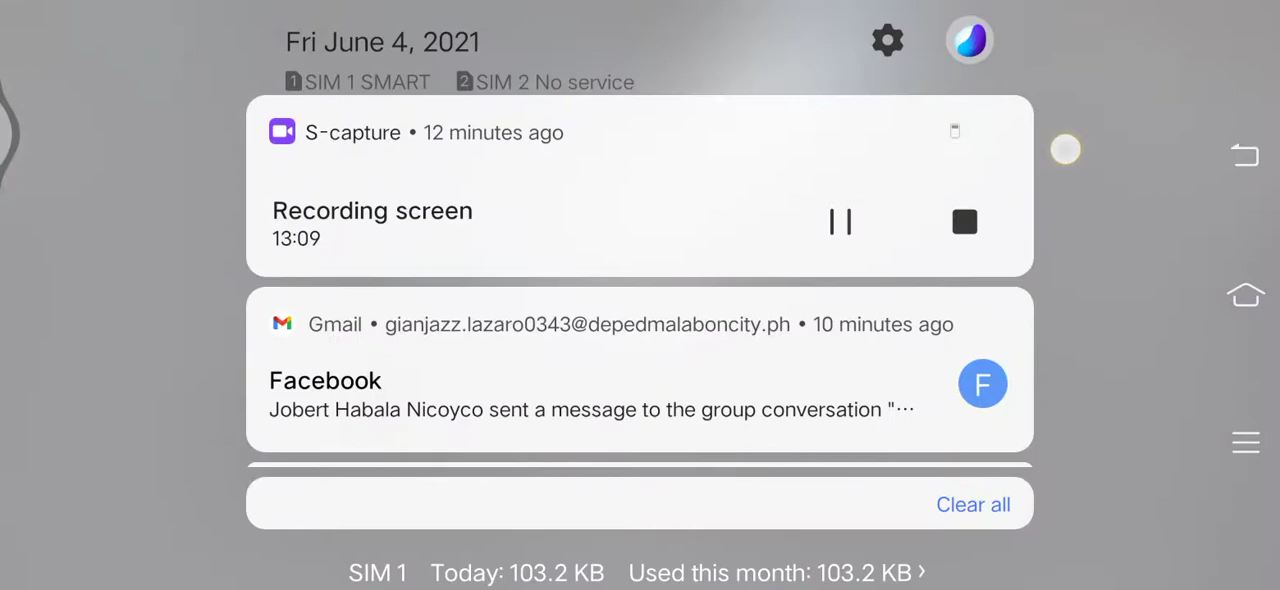 Fri June 4, 2021
1 SIM 1 SMART 2 SIM 2 No service
S-capture • 12 minutes ago
Recording screen
13:09
Gmail • gianjazz.lazaro0343@depedmalaboncity.ph • 10 minutes ago
Facebook
F
Jobert Habala Nicoyco sent a message to the group conversation "···
Clear all
SIM 1 Today: 103.2 KB Used this month: 103.2 KB ›